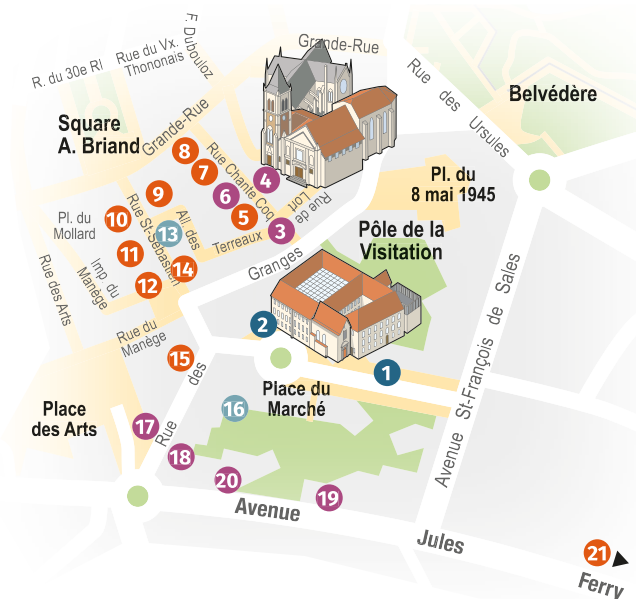 F. Dubouloz
Grande-Rue
Rue du Vx.
Thononais
R. du 30e RI
Rue des Ursules
Belvédère
Square
A. Briand
Grande-Rue
8
7
Rue Chante Coq
4
6
5
3
Rue de
Lort
Pl. du
8 mai 1945
9
10
Pl. du
Mollard
Rue St-Sébastien
All. des
Terreaux
13
11
14
12
Imp. du
Manège
Rue des Arts
Granges
Pôle de la
Visitation
2
1
Rue du
Manège
15
Rue des
Place du
Marché
16
Place
des Arts
17
18
20
19
Avenue St-François de Sales
Avenue Jules Ferry
21